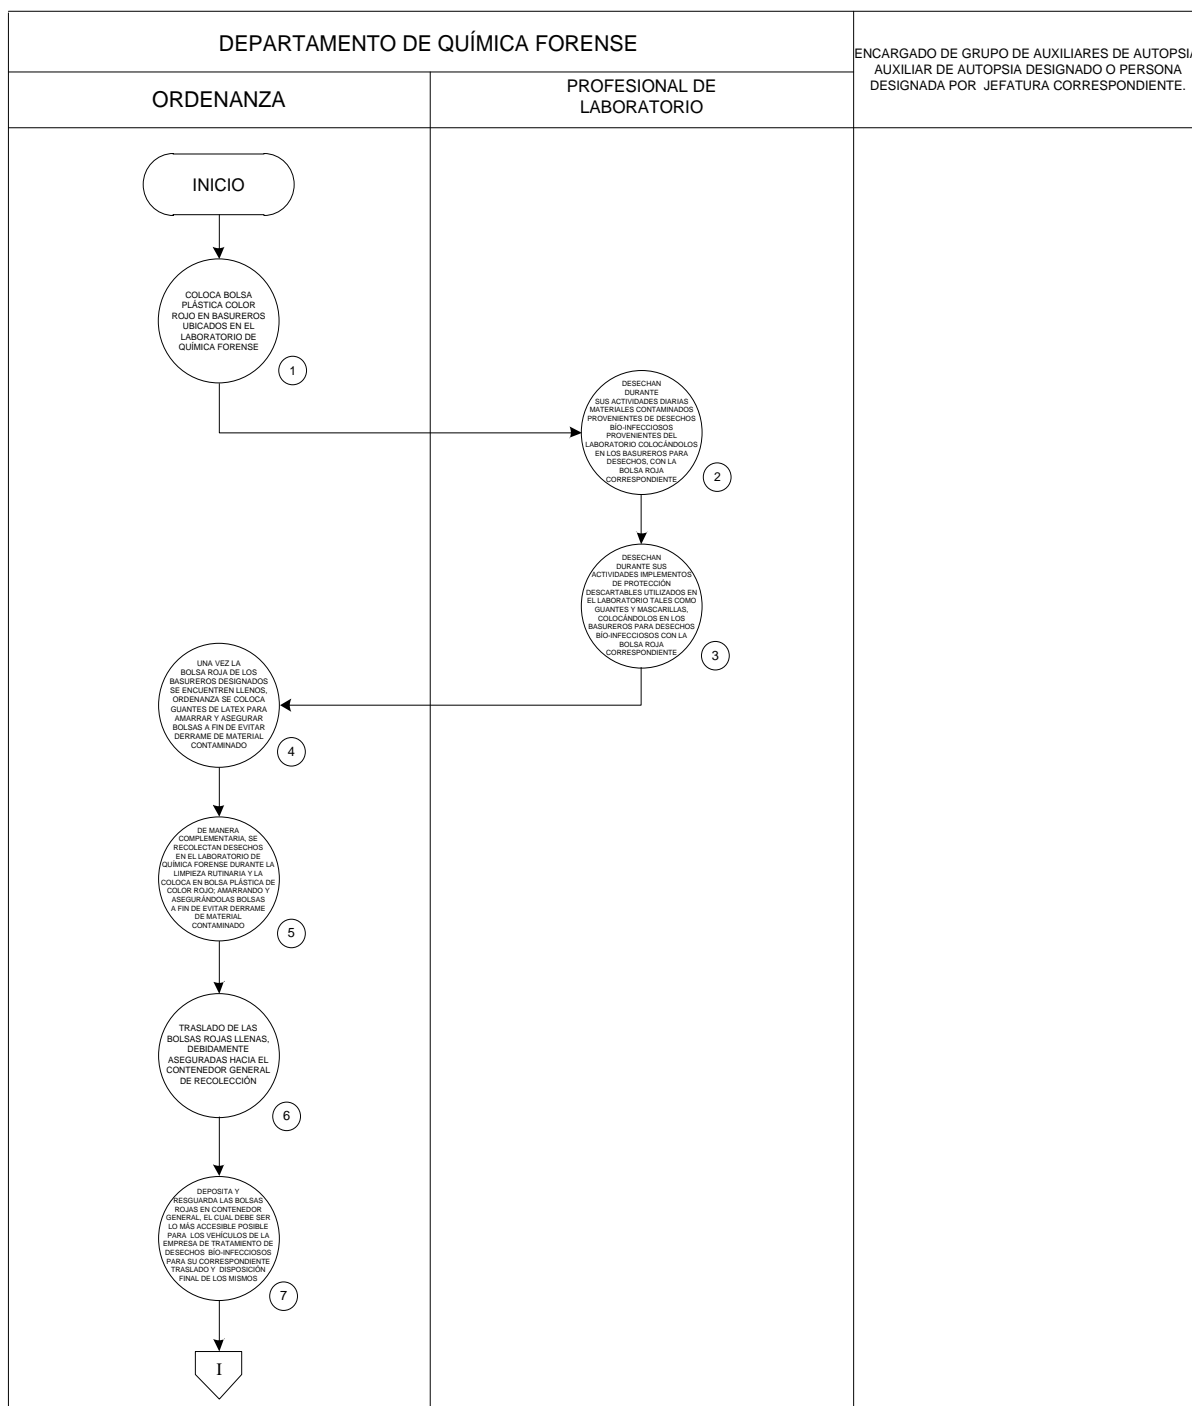 DEPARTAMENTO DE QUÍMICA FORENSE
ENCARGADO DE GRUPO DE AUXILIARES DE AUTOPSIA
AUXILIAR DE AUTOPSIA DESIGNADO O PERSONA
DESIGNADA POR JEFATURA CORRESPONDIENTE.
ORDENANZA
PROFESIONAL DE
LABORATORIO
INICIO
COLOCA BOLSA
PLÁSTICA COLOR
ROJO EN BASUREROS
UBICADOS EN EL
LABORATORIO DE
QUÍMICA FORENSE
1
DESECHAN
DURANTE
SUS ACTIVIDADES DIARIAS
MATERIALES CONTAMINADOS
PROVENIENTES DE DESECHOS
BÍO-INFECCIOSOS
PROVENIENTES DEL
LABORATORIO COLOCÁNDOLOS
EN LOS BASUREROS PARA
DESECHOS, CON LA
BOLSA ROJA
CORRESPONDIENTE
2
DESECHAN
DURANTE SUS
ACTIVIDADES IMPLEMENTOS
DE PROTECCIÓN
DESCARTABLES UTILIZADOS EN
EL LABORATORIO TALES COMO
GUANTES Y MASCARILLAS,
COLOCÁNDOLOS EN LOS
BASUREROS PARA DESECHOS
BÍO-INFECCIOSOS CON LA
BOLSA ROJA
CORRESPONDIENTE
3
UNA VEZ LA
BOLSA ROJA DE LOS
BASUREROS DESIGNADOS
SE ENCUENTREN LLENOS,
ORDENANZA SE COLOCA
GUANTES DE LATEX PARA
AMARRAR Y ASEGURAR
BOLSAS A FIN DE EVITAR
DERRAME DE MATERIAL
CONTAMINADO
4
DE MANERA
COMPLEMENTARIA, SE
RECOLECTAN DESECHOS
EN EL LABORATORIO DE
QUÍMICA FORENSE DURANTE LA
LIMPIEZA RUTINARIA Y LA
COLOCA EN BOLSA PLÁSTICA DE
COLOR ROJO; AMARRANDO Y
ASEGURÁNDOLAS BOLSAS
A FIN DE EVITAR DERRAME
DE MATERIAL
CONTAMINADO
5
TRASLADO DE LAS
BOLSAS ROJAS LLENAS,
DEBIDAMENTE
ASEGURADAS HACIA EL
CONTENEDOR GENERAL
DE RECOLECCIÓN
6
DEPOSITA Y
RESGUARDA LAS BOLSAS
ROJAS EN CONTENEDOR
GENERAL, EL CUAL DEBE SER
LO MÁS ACCESIBLE POSIBLE
PARA LOS VEHÍCULOS DE LA
EMPRESA DE TRATAMIENTO DE
DESECHOS BÍO-INFECCIOSOS
PARA SU CORRESPONDIENTE
TRASLADO Y DISPOSICIÓN
FINAL DE LOS MISMOS
7
I